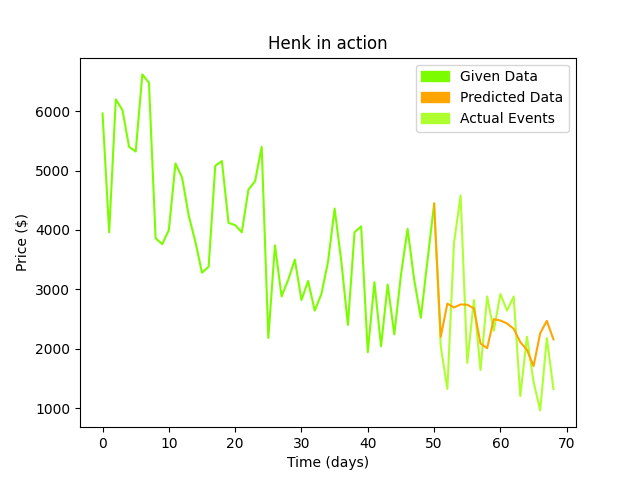 Henk in action
Given Data
Predicted Data
Actual Events
Price ($)
6000
5000
4000
3000
2000
1000
0 10 20 30 40 50 60 70
Time (days)